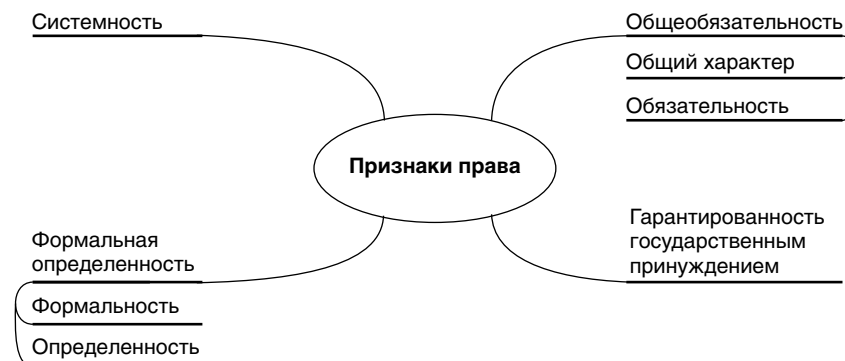 Системность
Общеобязательность
Общий характер
Обязательность
Признаки права
Формальная
определенность
Формальность
Определенность
Гарантированность
государственным
принуждением